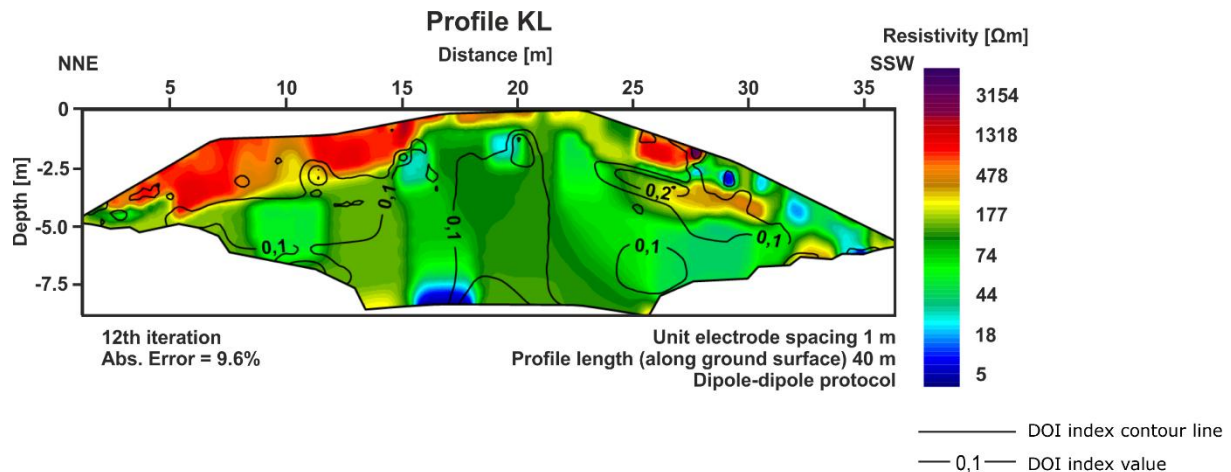 Profile KL
Distance [m]
NNE
SSW
5 10 15 20 25 30 35
Depth [m]
0
-2.5
-5.0
-7.5
0,1
0,1
0,1
0,2
0,1
0,1
Resistivity [Ωm]
3154
1318
478
177
74
44
18
5
12th iteration
Abs. Error = 9.6%
Unit electrode spacing 1 m
Profile length (along ground surface) 40 m
Dipole-dipole protocol
DOI index contour line
0,1 DOI index value